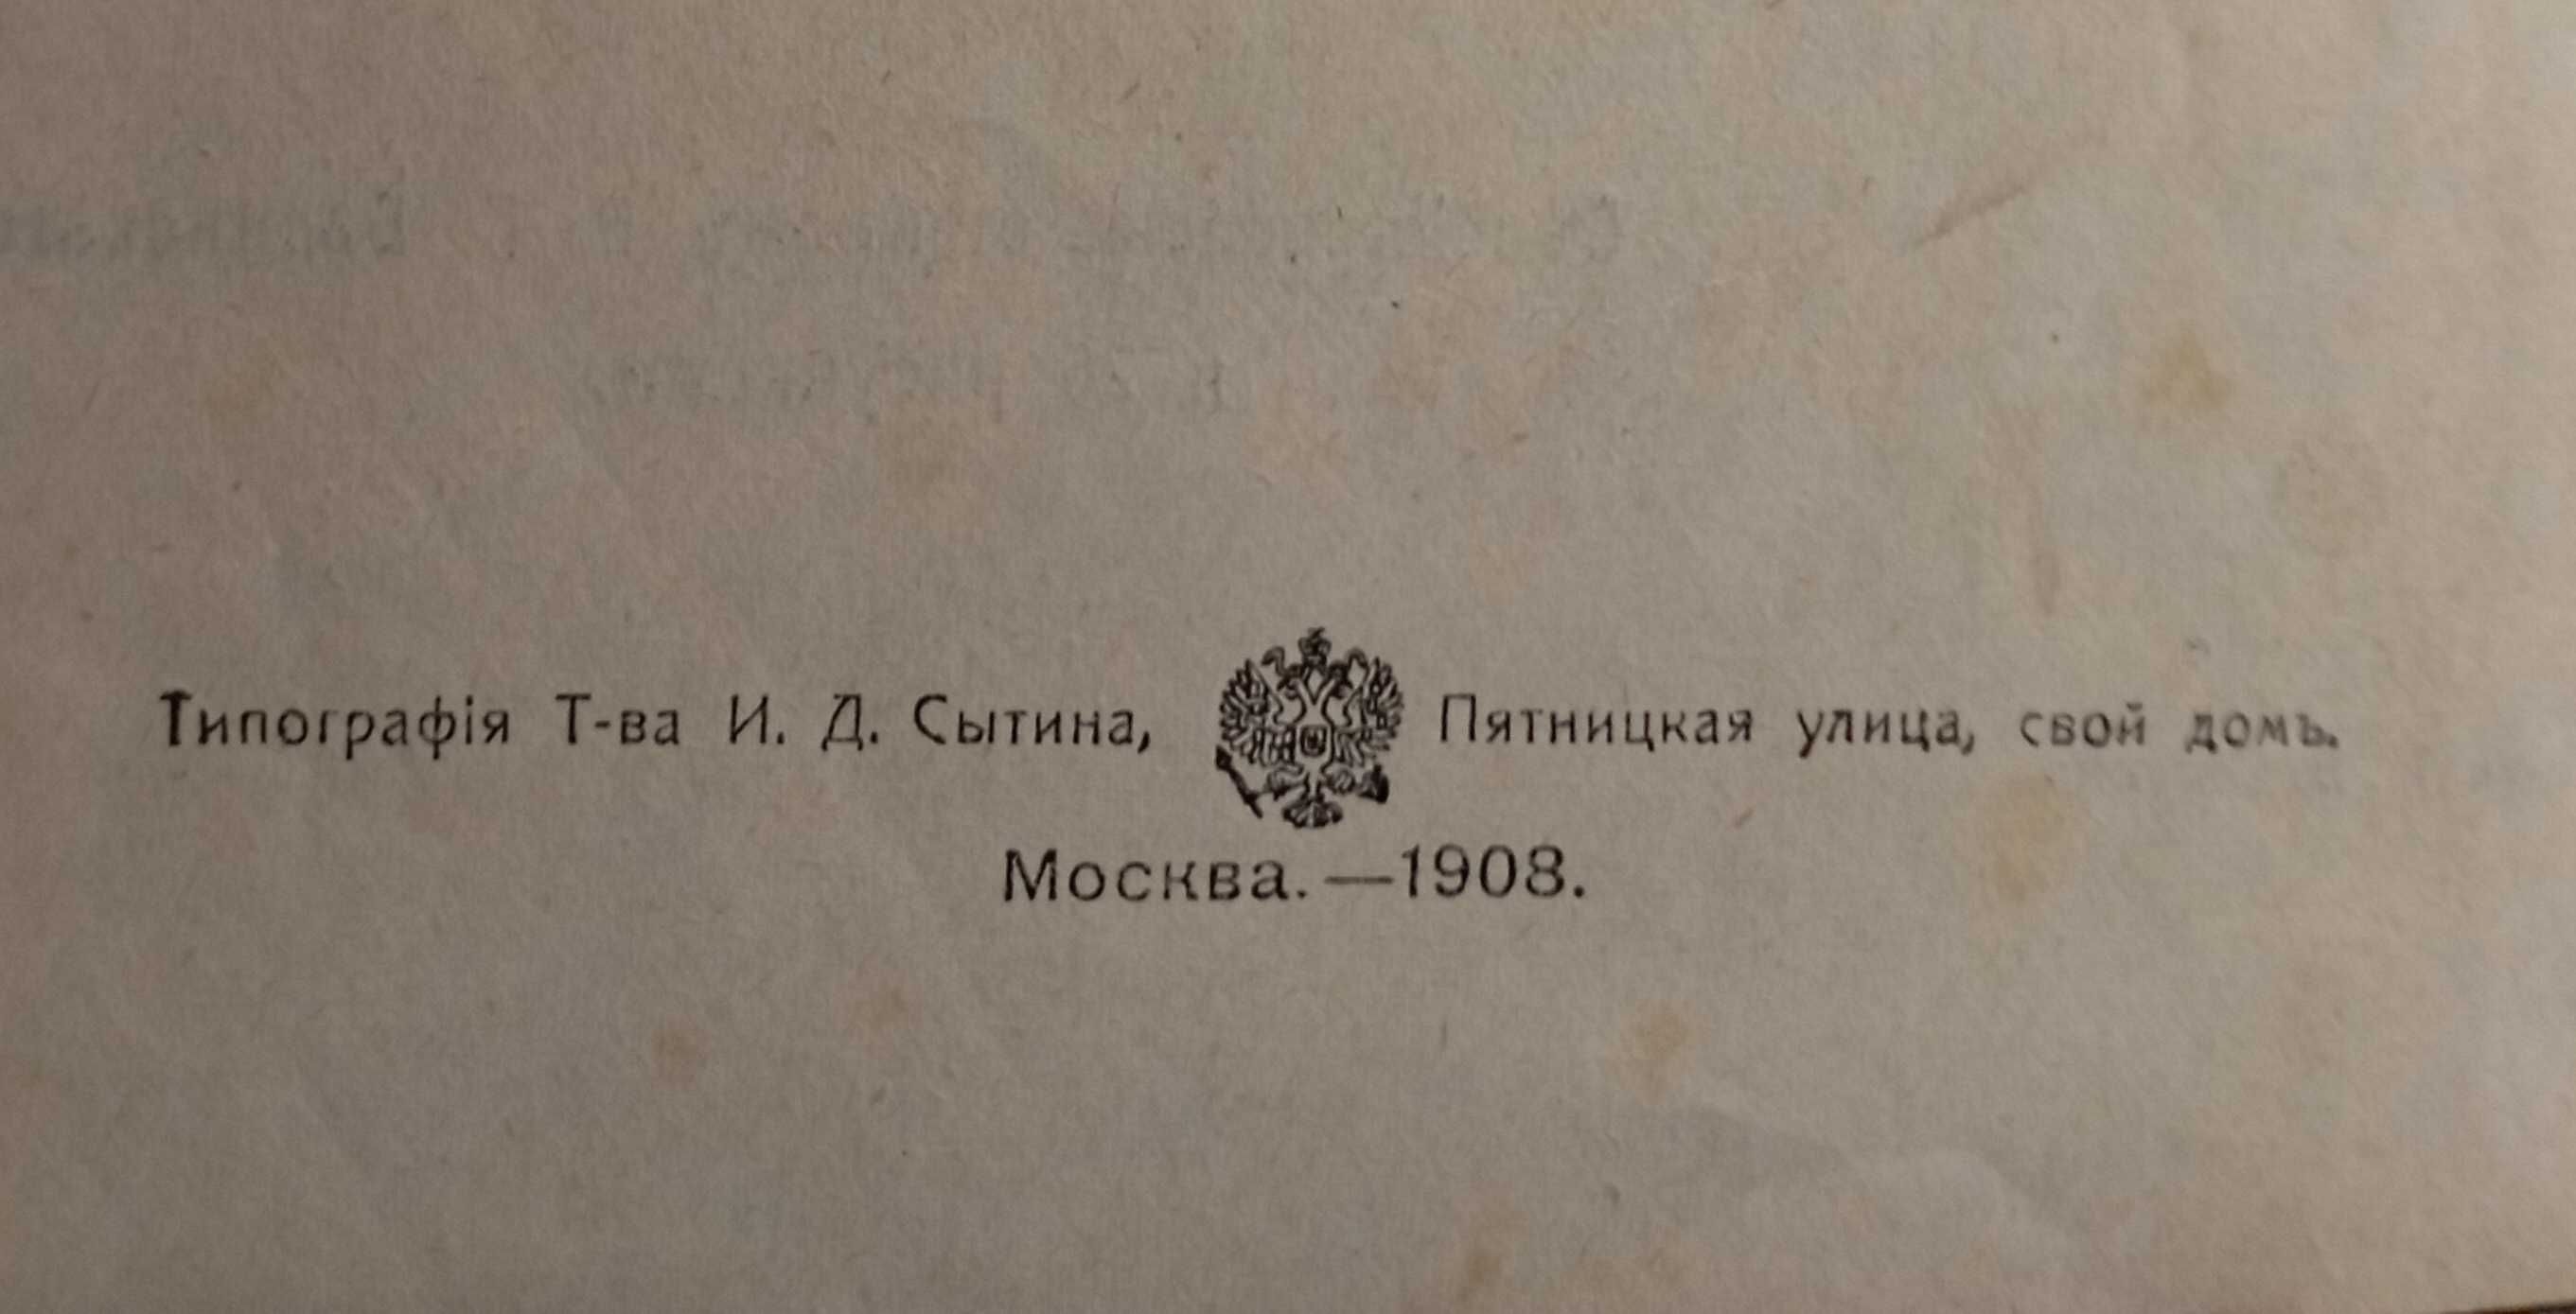 Типографія Т-ва И. Д. Сытина, Пятницкая улица, свой домъ.
Москва.—1908.